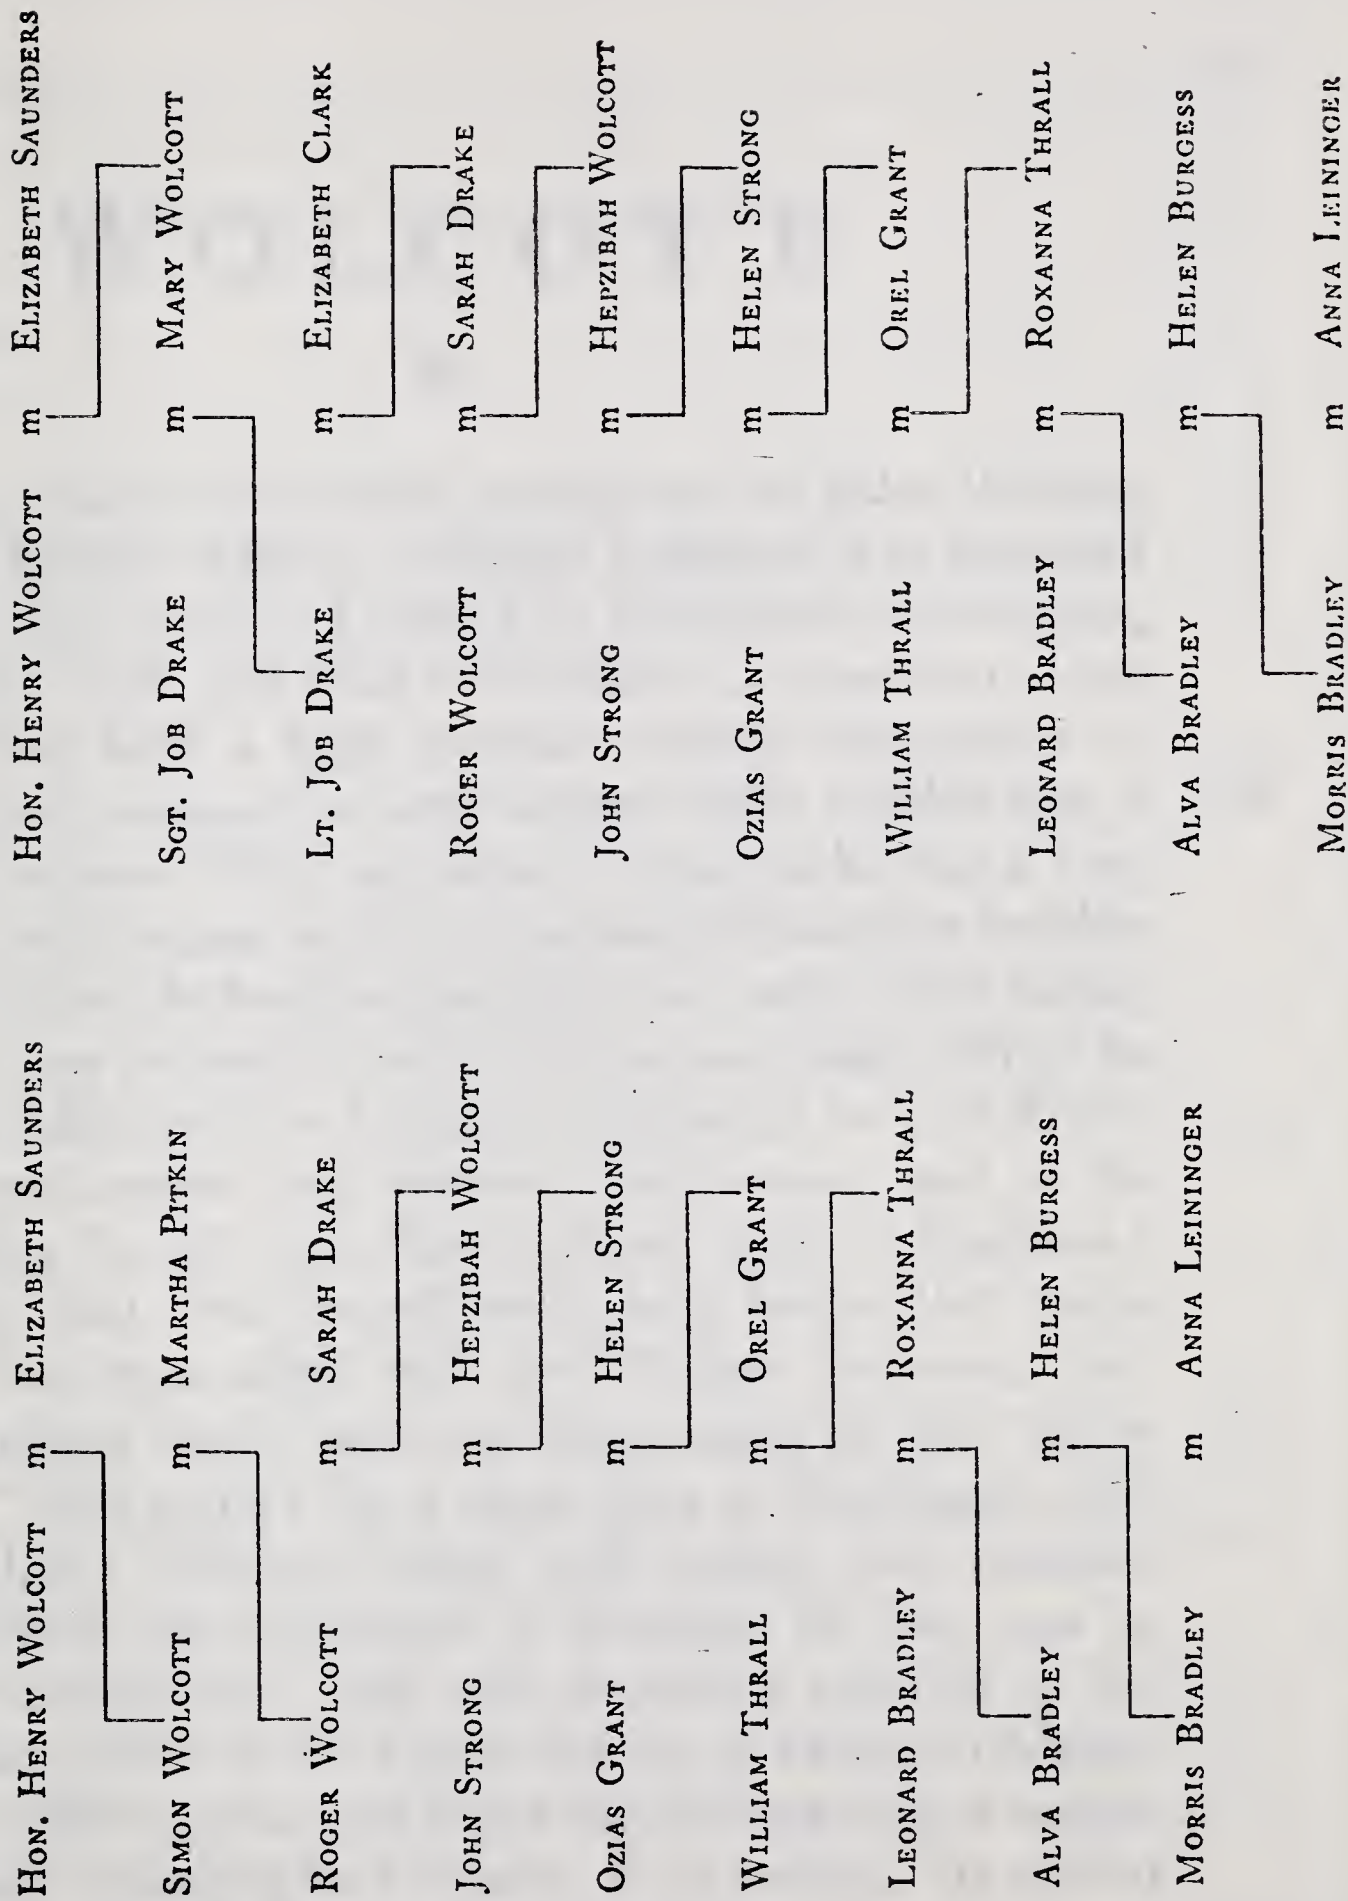 Hon. Henry Wolcott m Elizabeth Saunders
Simon Wolcott m Martha Pitkin
Roger Wolcott m Sarah Drake
John Strong m Hepzibah Wolcott
Ozias Grant m Helen Strong
William Thrall m Orel Grant
Leonard Bradley m Roxanna Thrall
Alva Bradley m Helen Burgess
Morris Bradley m Anna Leininger
Hon. Henry Wolcott m Elizabeth Saunders
Sgt. Job Drake m Mary Wolcott
Lt. Job Drake m Elizabeth Clark
Roger Wolcott m Sarah Drake
John Strong m Hepzibah Wolcott
Ozias Grant m Helen Strong
William Thrall m Orel Grant
Leonard Bradley m Roxanna Thrall
Alva Bradley m Helen Burgess
Morris Bradley m Anna Leininger